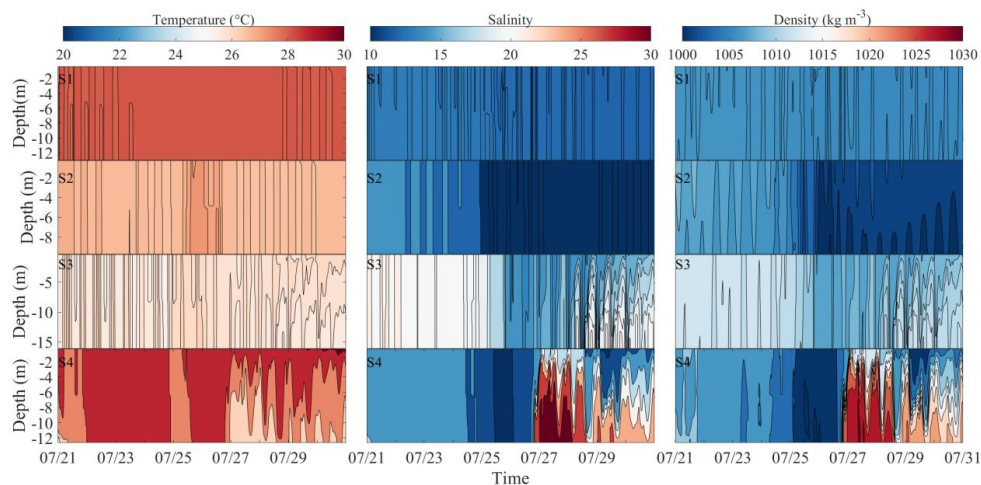 Temperature (°C) Salinity Density (kg m⁻³)
20 22 24 26 28 30 10 15 20 25 30 1000 1005 1010 1015 1020 1025 1030
Depth(m) -2 -4 -6 -8 -10 -12 S1 S1 S1
Depth (m) -2 -4 -6 -8 S2 S2 S2
Depth (m) -5 -10 -15 S3 S3 S3
Depth (m) -2 -4 -6 -8 -10 -12 S4 S4 S4
07/21 07/23 07/25 07/27 07/29 07/21 07/23 07/25 07/27 07/29 07/21 07/23 07/25 07/27 07/29 07/31
Time